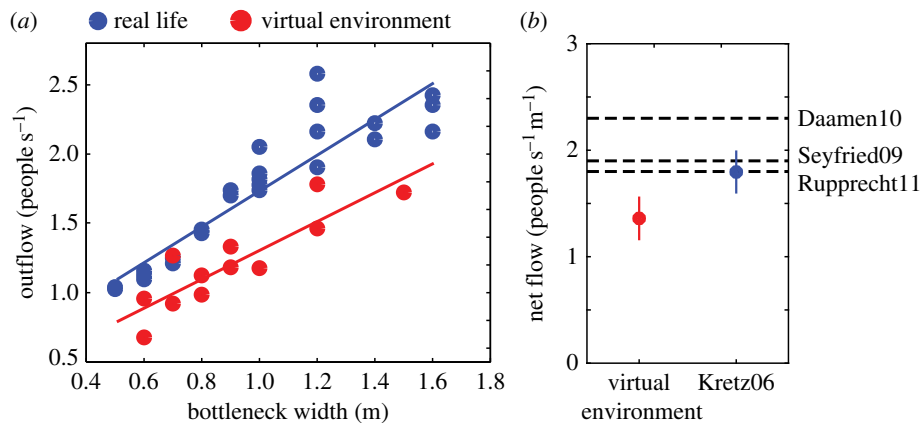 (a) real life virtual environment
outflow (people s⁻¹)
2.5
2.0
1.5
1.0
0.5
0.4 0.6 0.8 1.0 1.2 1.4 1.6 1.8
bottleneck width (m)
(b)
net flow (people s⁻¹ m⁻¹)
3
2
1
0
Daamen10
Seyfried09
Rupprecht11
virtual
environment
Kretz06